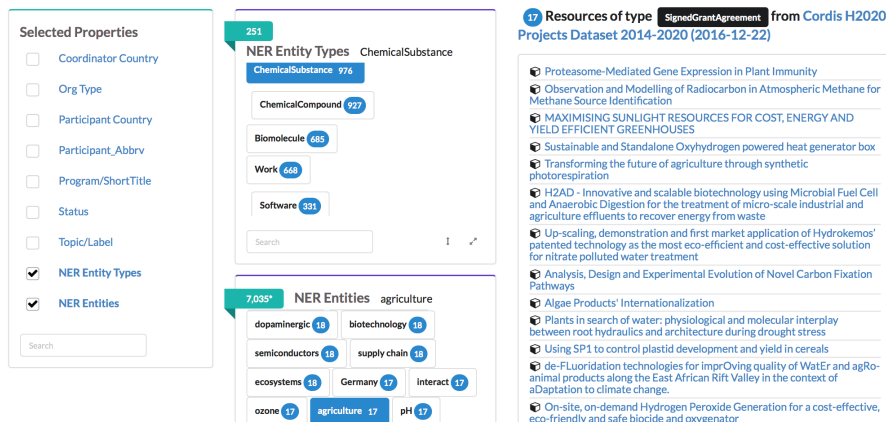 Selected Properties
Coordinator Country
Org Type
Participant Country
Participant_Abbrv
Program/ShortTitle
Status
Topic/Label
NER Entity Types
NER Entities
Search
251
NER Entity Types ChemicalSubstance
ChemicalSubstance 976
ChemicalCompound 927
Biomolecule 685
Work 668
Software 331
Search
7,035* NER Entities agriculture
dopaminergic 18 biotechnology 18
semiconductors 18 supply chain 18
ecosystems 18 Germany 17 interact 17
ozone 17 agriculture 17 pH 17
17 Resources of type SignedGrantAgreement from Cordis H2020
Projects Dataset 2014-2020 (2016-12-22)
Proteasome-Mediated Gene Expression in Plant Immunity
Observation and Modelling of Radiocarbon in Atmospheric Methane for
Methane Source Identification
MAXIMISING SUNLIGHT RESOURCES FOR COST, ENERGY AND
YIELD EFFICIENT GREENHOUSES
Sustainable and Standalone Oxyhydrogen powered heat generator box
Transforming the future of agriculture through synthetic
photorespiration
H2AD - Innovative and scalable biotechnology using Microbial Fuel Cell
and Anaerobic Digestion for the treatment of micro-scale industrial and
agriculture effluents to recover energy from waste
Up-scaling, demonstration and first market application of Hydrokemos'
patented technology as the most eco-efficient and cost-effective solution
for nitrate polluted water treatment
Analysis, Design and Experimental Evolution of Novel Carbon Fixation
Pathways
Algae Products' Internationalization
Plants in search of water: physiological and molecular interplay
between root hydraulics and architecture during drought stress
Using SP1 to control plastid development and yield in cereals
de-FLuoridation technologies for imprOving quality of WatEr and agRo-
animal products along the East African Rift Valley in the context of
aDaptation to climate change.
On-site, on-demand Hydrogen Peroxide Generation for a cost-effective,
eco-friendly and safe biocide and oxygenator